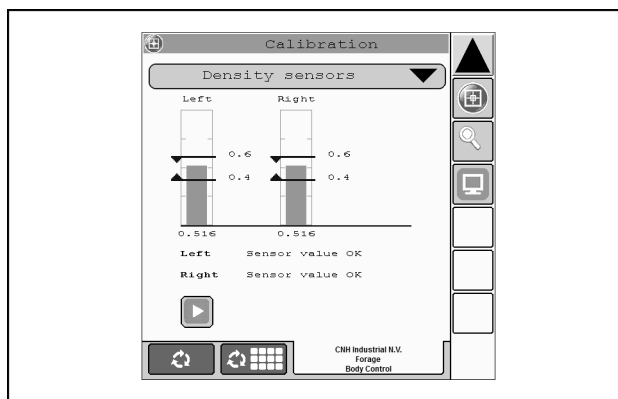 Calibration
Density sensors
Left Right
0.6 0.6
0.4 0.4
0.516 0.516
Left Sensor value OK
Right Sensor value OK
CNH Industrial N.V.
Forage
Body Control